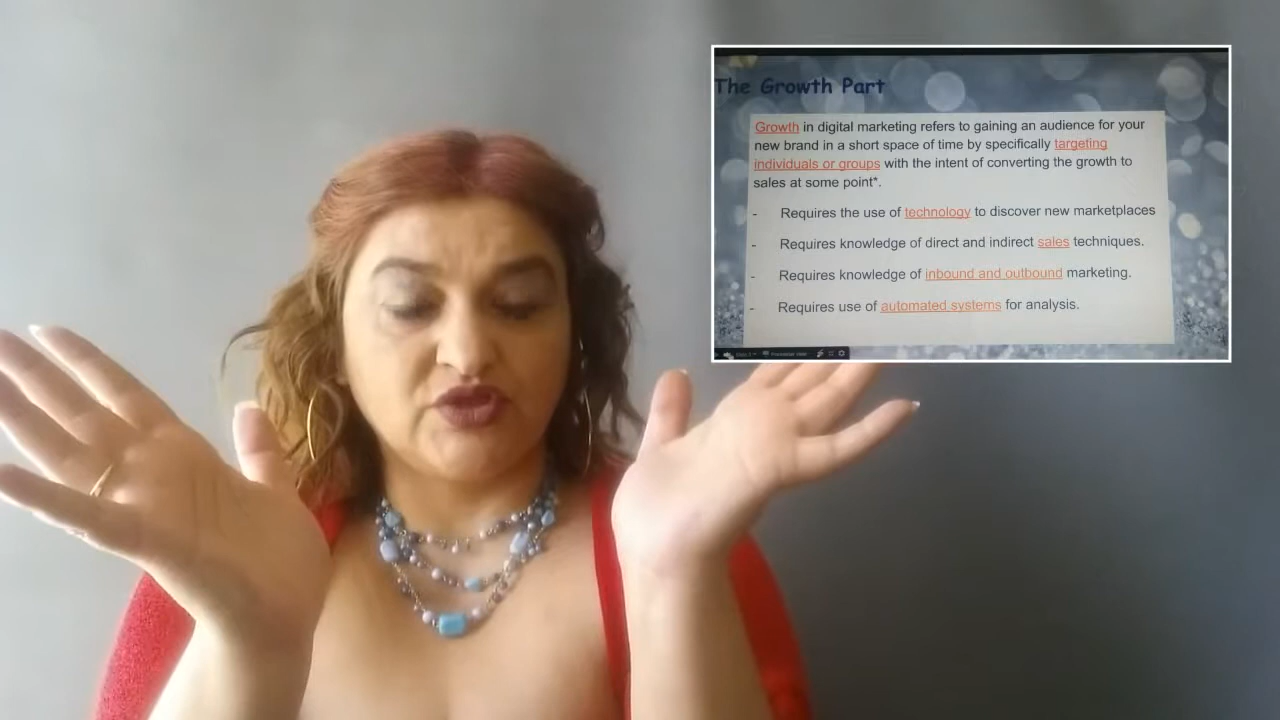 The Growth Part
Growth in digital marketing refers to gaining an audience for your
new brand in a short space of time by specifically targeting
individuals or groups with the intent of converting the growth to
sales at some point*.
- Requires the use of technology to discover new marketplaces
- Requires knowledge of direct and indirect sales techniques.
- Requires knowledge of inbound and outbound marketing.
- Requires use of automated systems for analysis.